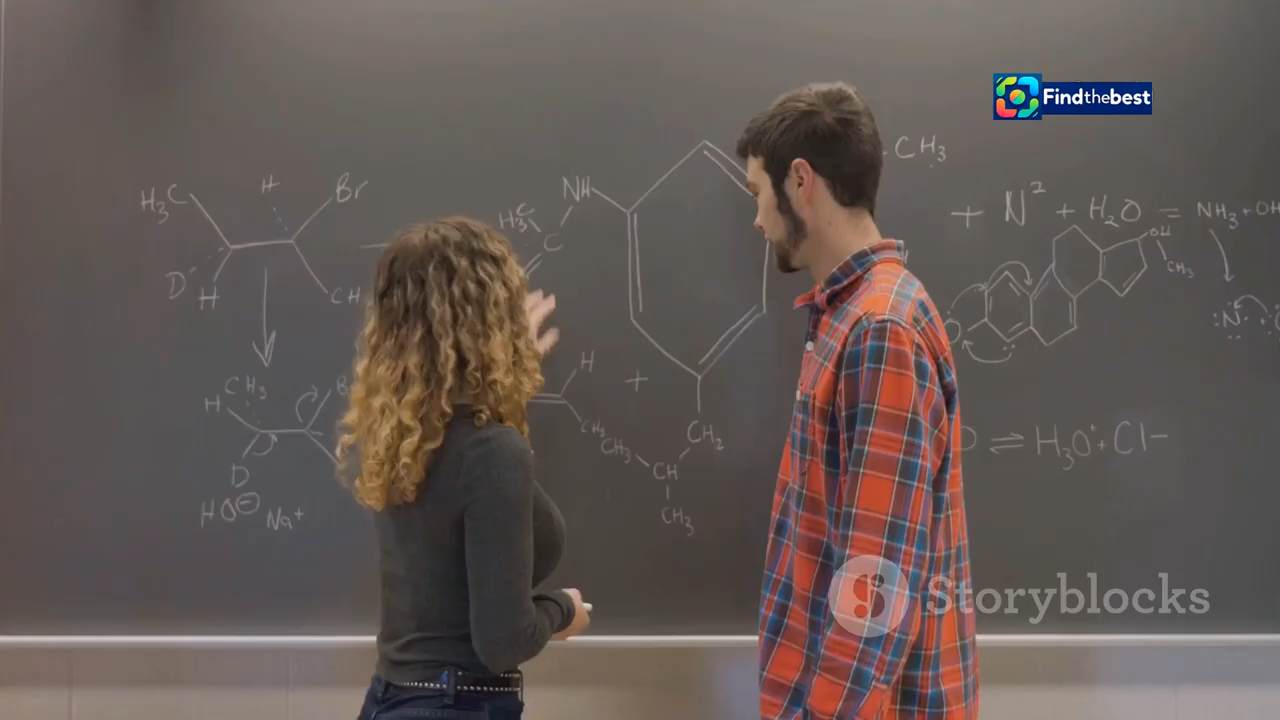 Findthebest
CH3
H3C
H
Br
D
H
CH
NH
H3C
C
+ N2 + H2O = NH3 + OH
OH
CH3
:N
CH3
H
D
HO⊖ Na+
H
CH3
+
CH2
CH3
CH
CH3
⇌ H3O+ + Cl−
Storyblocks